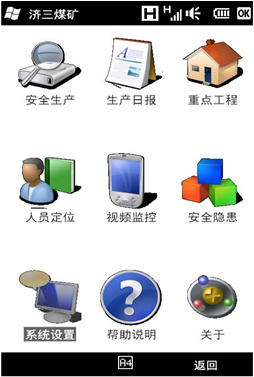 济三煤矿 H H OK
安全生产 生产日报 重点工程
人员定位 视频监控 安全隐患
系统设置 帮助说明 关于
A4 返回